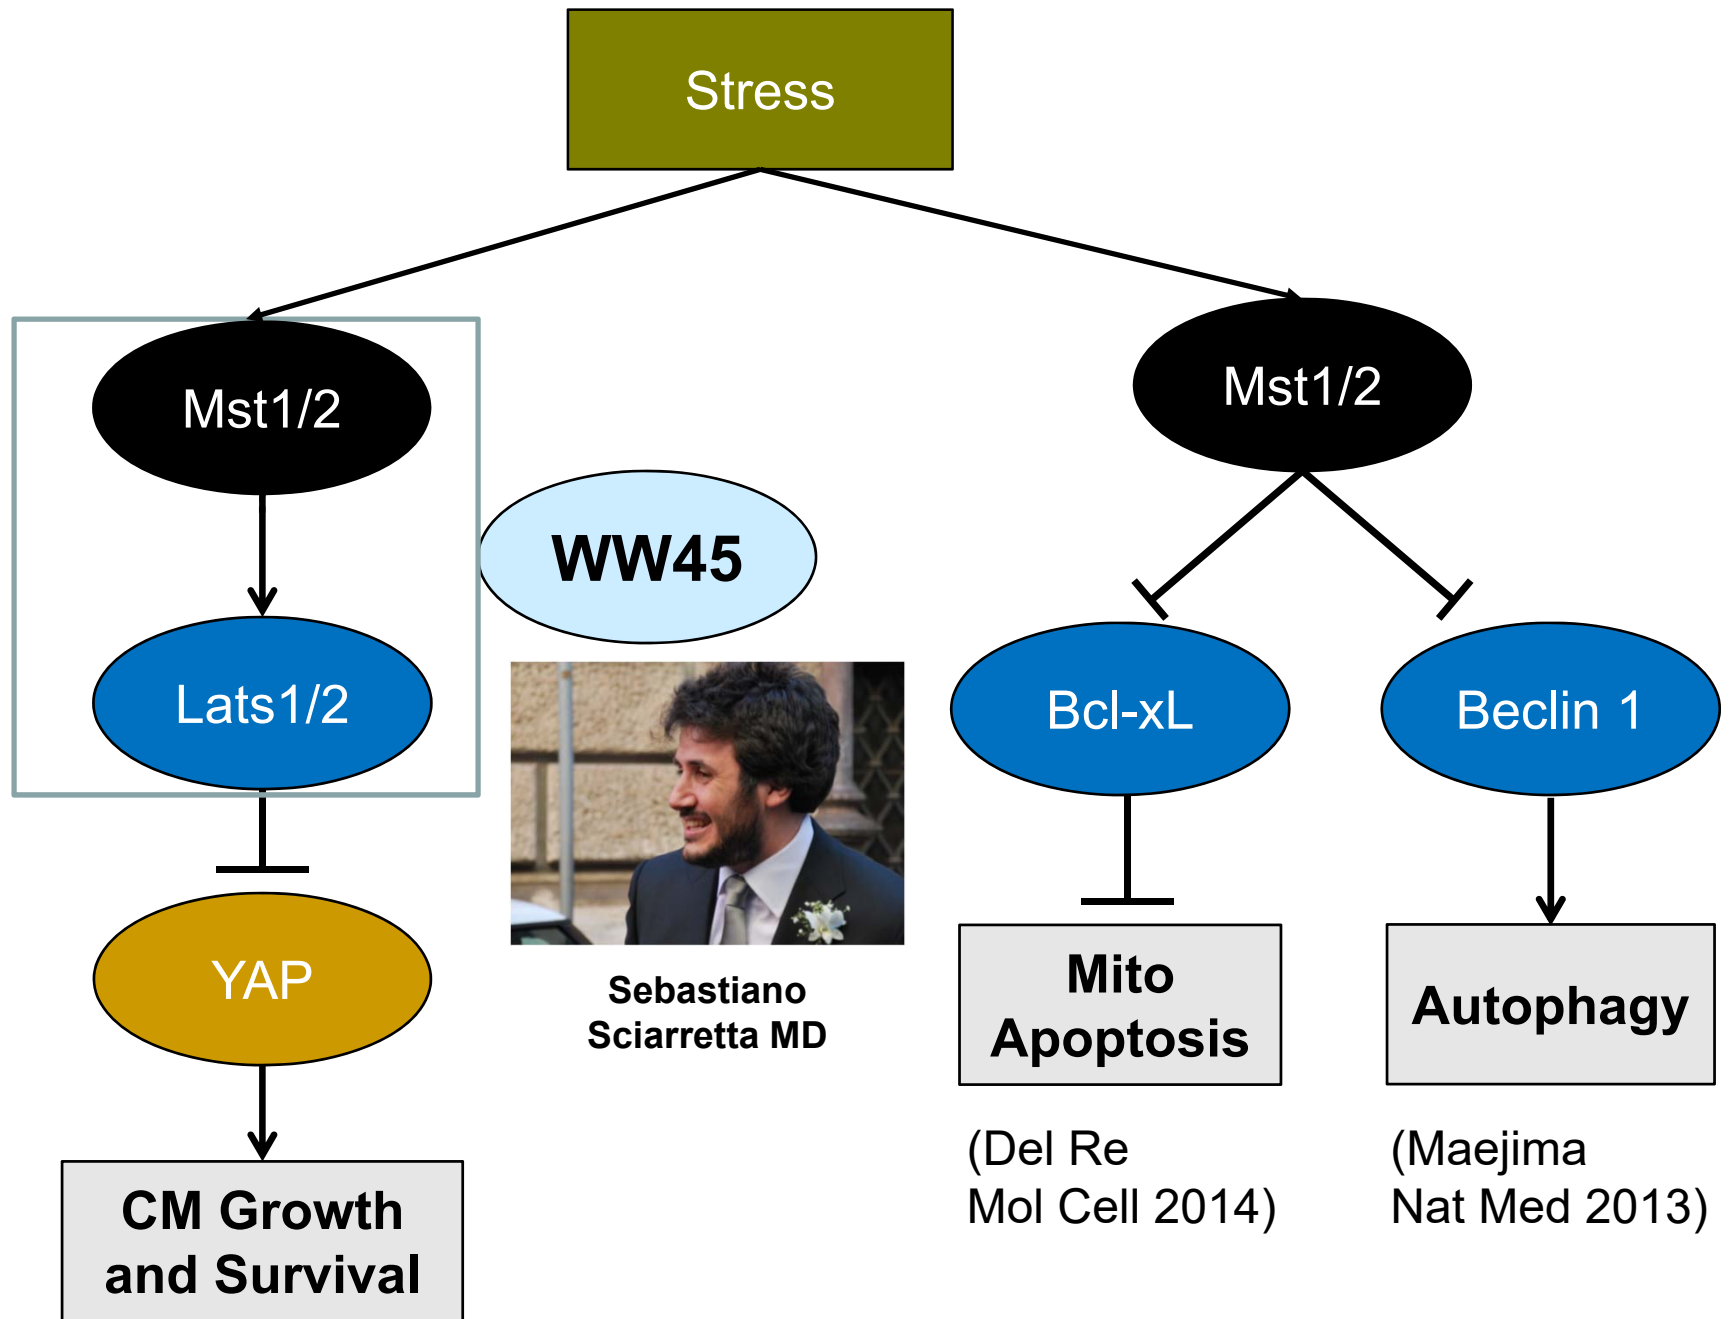 Stress
Mst1/2
Mst1/2
WW45
Lats1/2
Bcl-xL
Beclin 1
YAP
Sebastiano
Sciarretta MD
Mito
Apoptosis
Autophagy
(Del Re
Mol Cell 2014)
(Maejima
Nat Med 2013)
CM Growth
and Survival